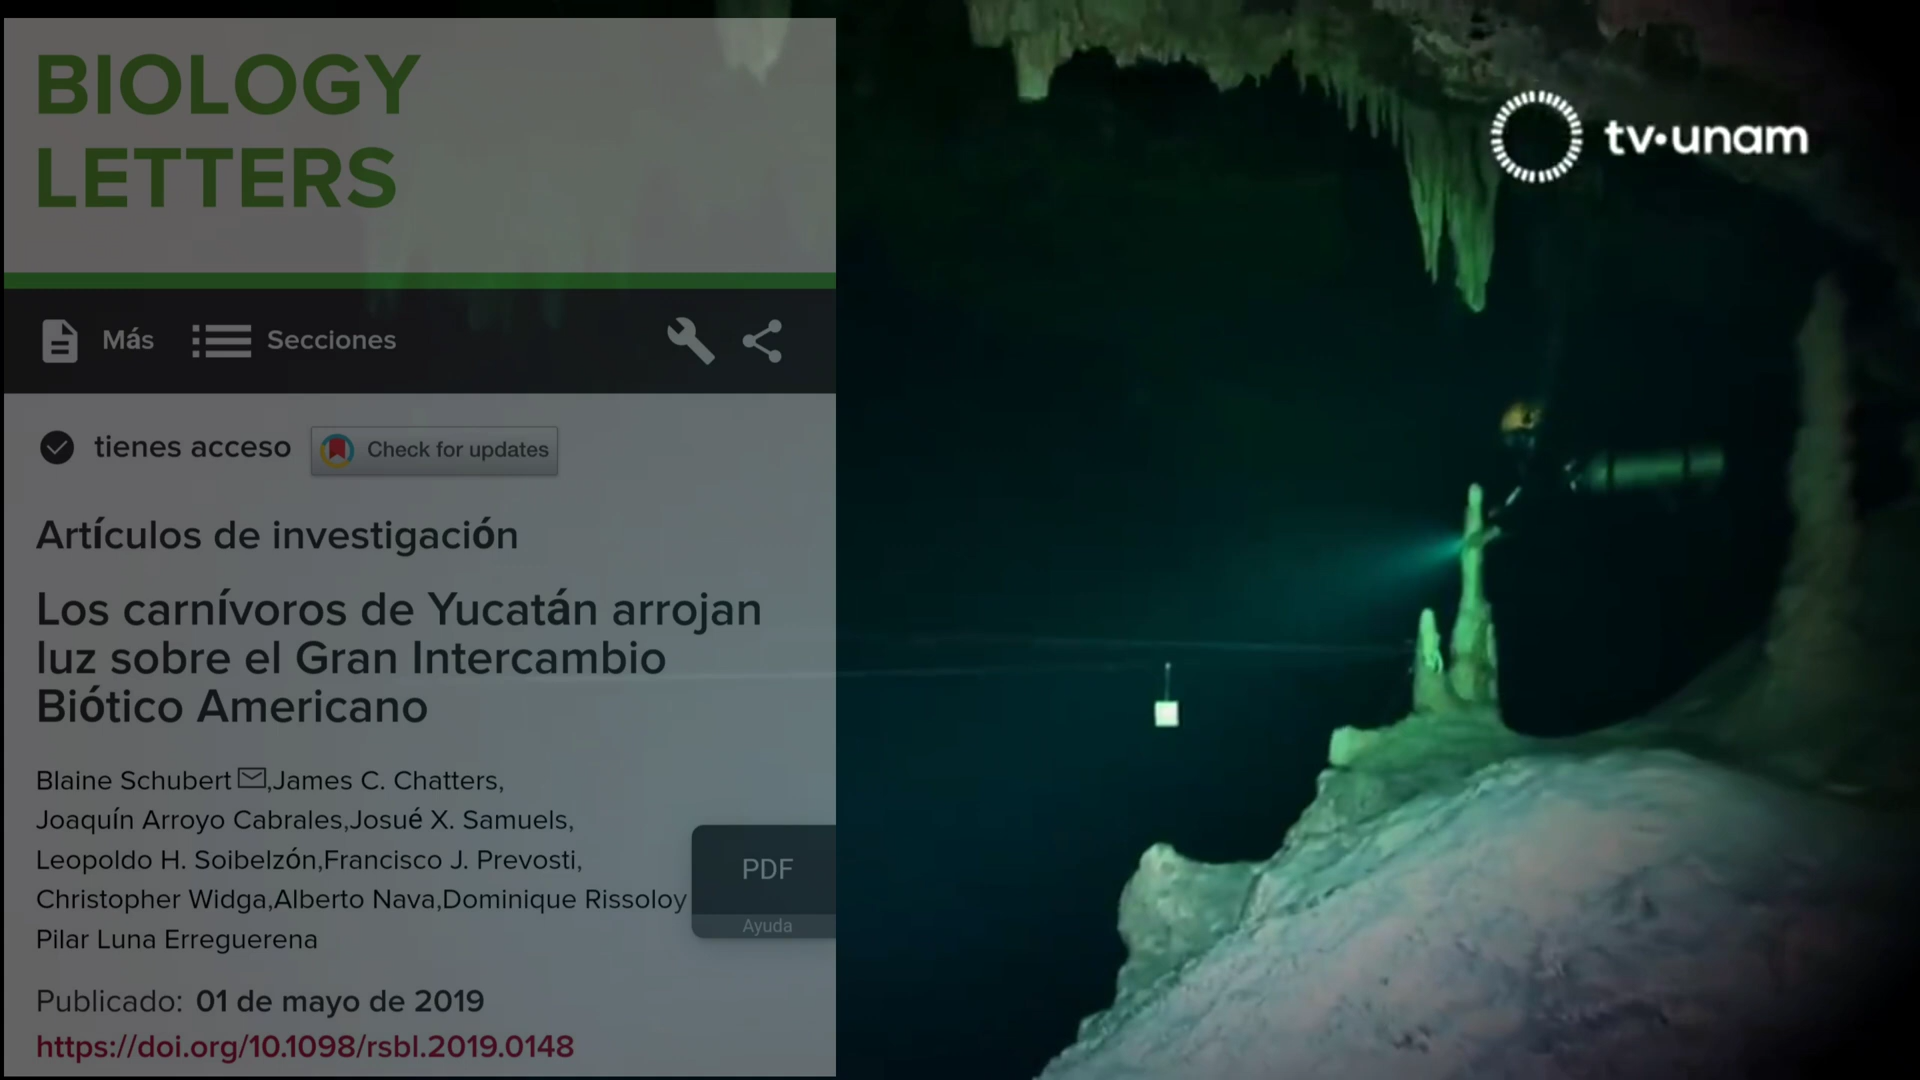 BIOLOGY
LETTERS
tv·unam
Más Secciones
tienes acceso Check for updates
Artículos de investigación
Los carnívoros de Yucatán arrojan
luz sobre el Gran Intercambio
Biótico Americano
Blaine Schubert ,James C. Chatters,
Joaquín Arroyo Cabrales,Josué X. Samuels,
Leopoldo H. Soibelzón,Francisco J. Prevosti,
Christopher Widga,Alberto Nava,Dominique Rissoloy
Pilar Luna Erreguerena
PDF
Ayuda
Publicado: 01 de mayo de 2019
https://doi.org/10.1098/rsbl.2019.0148